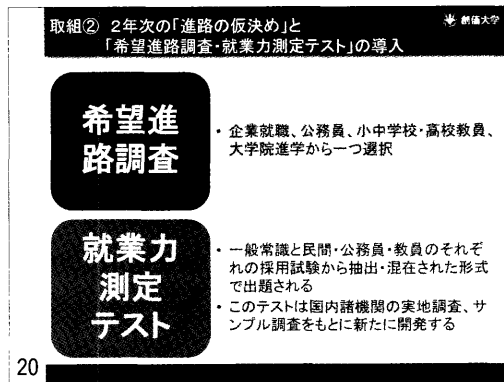 取組② 2年次の「進路の仮決め」と
「希望進路調査・就業力測定テスト」の導入
創価大学
希望進
路調査
・ 企業就職、公務員、小中学校・高校教員、
大学院進学から一つ選択
就業力
測定
テスト
・ 一般常識と民間・公務員・教員のそれぞ
れの採用試験から抽出・混在された形式
で出題される
・ このテストは国内諸機関の実地調査、サ
ンプル調査をもとに新たに開発する
20